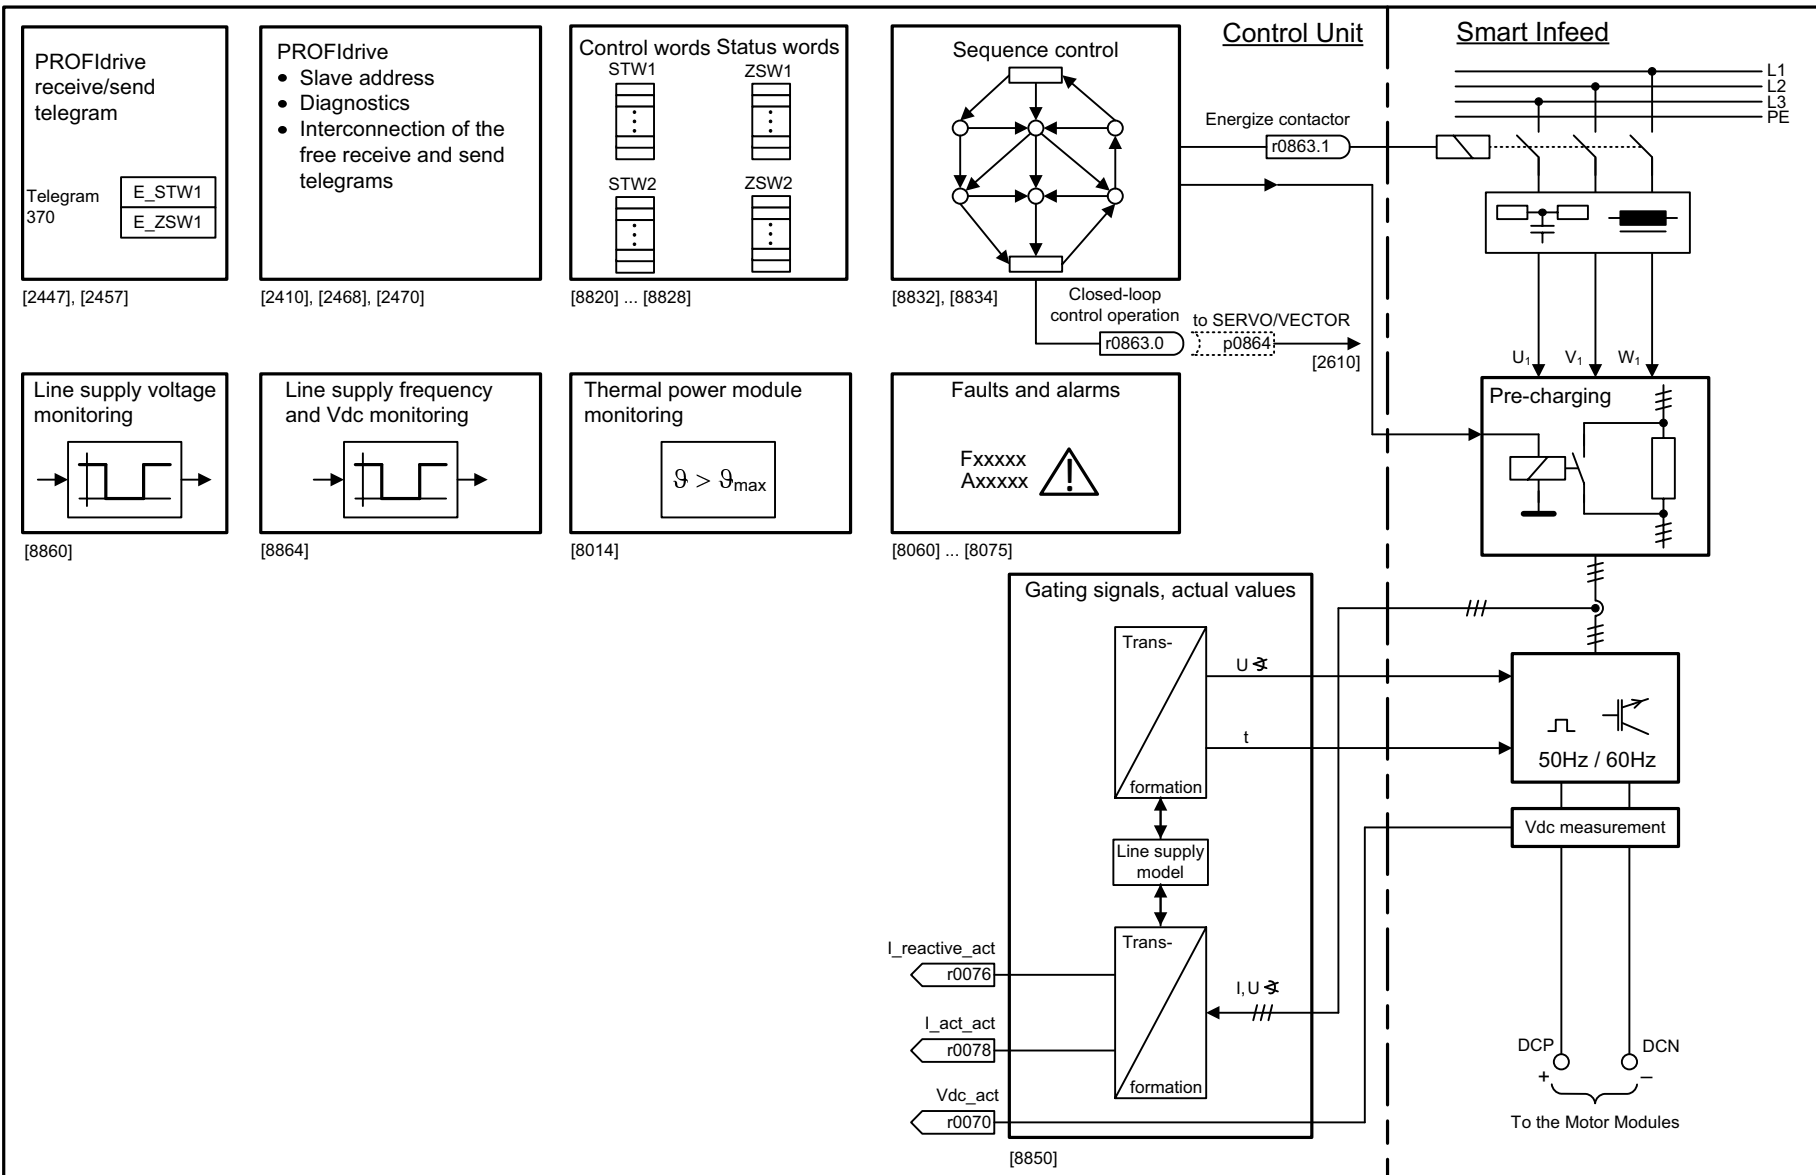 PROFIdrive
receive/send
telegram
Telegram
370
E_STW1
E_ZSW1
[2447], [2457]
PROFIdrive
• Slave address
• Diagnostics
• Interconnection of the
free receive and send
telegrams
[2410], [2468], [2470]
Control words Status words
STW1 ZSW1
STW2 ZSW2
[8820] ... [8828]
Sequence control
[8832], [8834]
Control Unit
Smart Infeed
L1
L2
L3
PE
Energize contactor
r0863.1
Closed-loop
control operation
r0863.0
to SERVO/VECTOR
p0864
[2610]
U₁ V₁ W₁
Line supply voltage
monitoring
[8860]
Line supply frequency
and Vdc monitoring
[8864]
Thermal power module
monitoring
ϑ > ϑmax
[8014]
Faults and alarms
Fxxxxx
Axxxxx
!
[8060] ... [8075]
Pre-charging
Gating signals, actual values
Trans-
formation
U ∢
t
50Hz / 60Hz
Vdc measurement
Line supply
model
Trans-
formation
I, U ∢
I_reactive_act
r0076
I_act_act
r0078
Vdc_act
r0070
[8850]
DCP DCN
+ –
To the Motor Modules